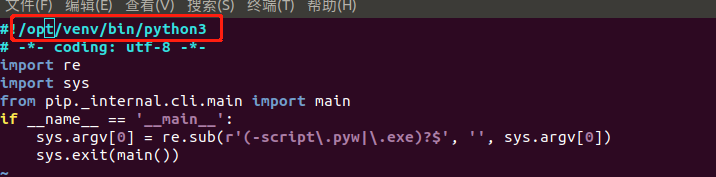 文件(F) 编辑(E) 查看(V) 搜索(S) 终端(T) 帮助(H)
#!/opt/venv/bin/python3
# -*- coding: utf-8 -*-
import re
import sys
from pip._internal.cli.main import main
if __name__ == '__main__':
    sys.argv[0] = re.sub(r'(-script\.pyw|\.exe)?$', '', sys.argv[0])
    sys.exit(main())
~